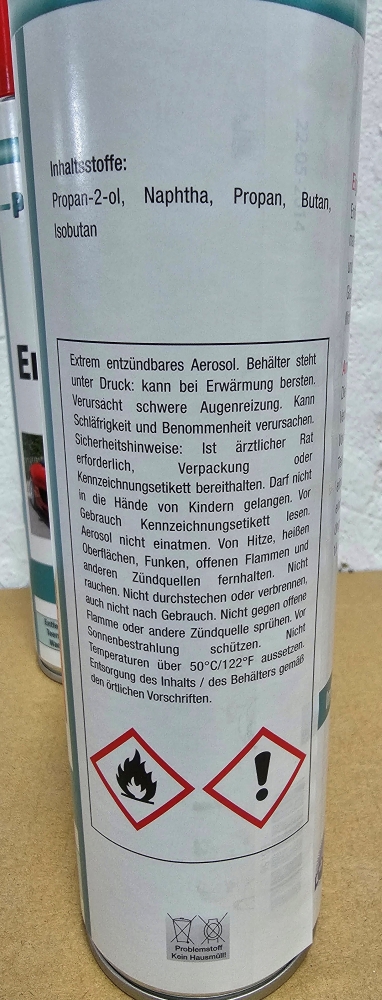 Inhaltsstoffe:
Propan-2-ol, Naphtha, Propan, Butan,
Isobutan
Extrem entzündbares Aerosol. Behälter steht
unter Druck: kann bei Erwärmung bersten.
Verursacht schwere Augenreizung. Kann
Schläfrigkeit und Benommenheit verursachen.
Sicherheitshinweise: Ist ärztlicher Rat
erforderlich, Verpackung oder
Kennzeichnungsetikett bereithalten. Darf nicht
in die Hände von Kindern gelangen. Vor
Gebrauch Kennzeichnungsetikett lesen.
Aerosol nicht einatmen. Von Hitze, heißen
Oberflächen, Funken, offenen Flammen und
anderen Zündquellen fernhalten. Nicht
rauchen. Nicht durchstechen oder verbrennen,
auch nicht nach Gebrauch. Nicht gegen offene
Flamme oder andere Zündquelle sprühen. Vor
Sonnenbestrahlung schützen. Nicht
Temperaturen über 50°C/122°F aussetzen.
Entsorgung des Inhalts / des Behälters gemäß
den örtlichen Vorschriften.
Problemstoff
Kein Hausmüll!